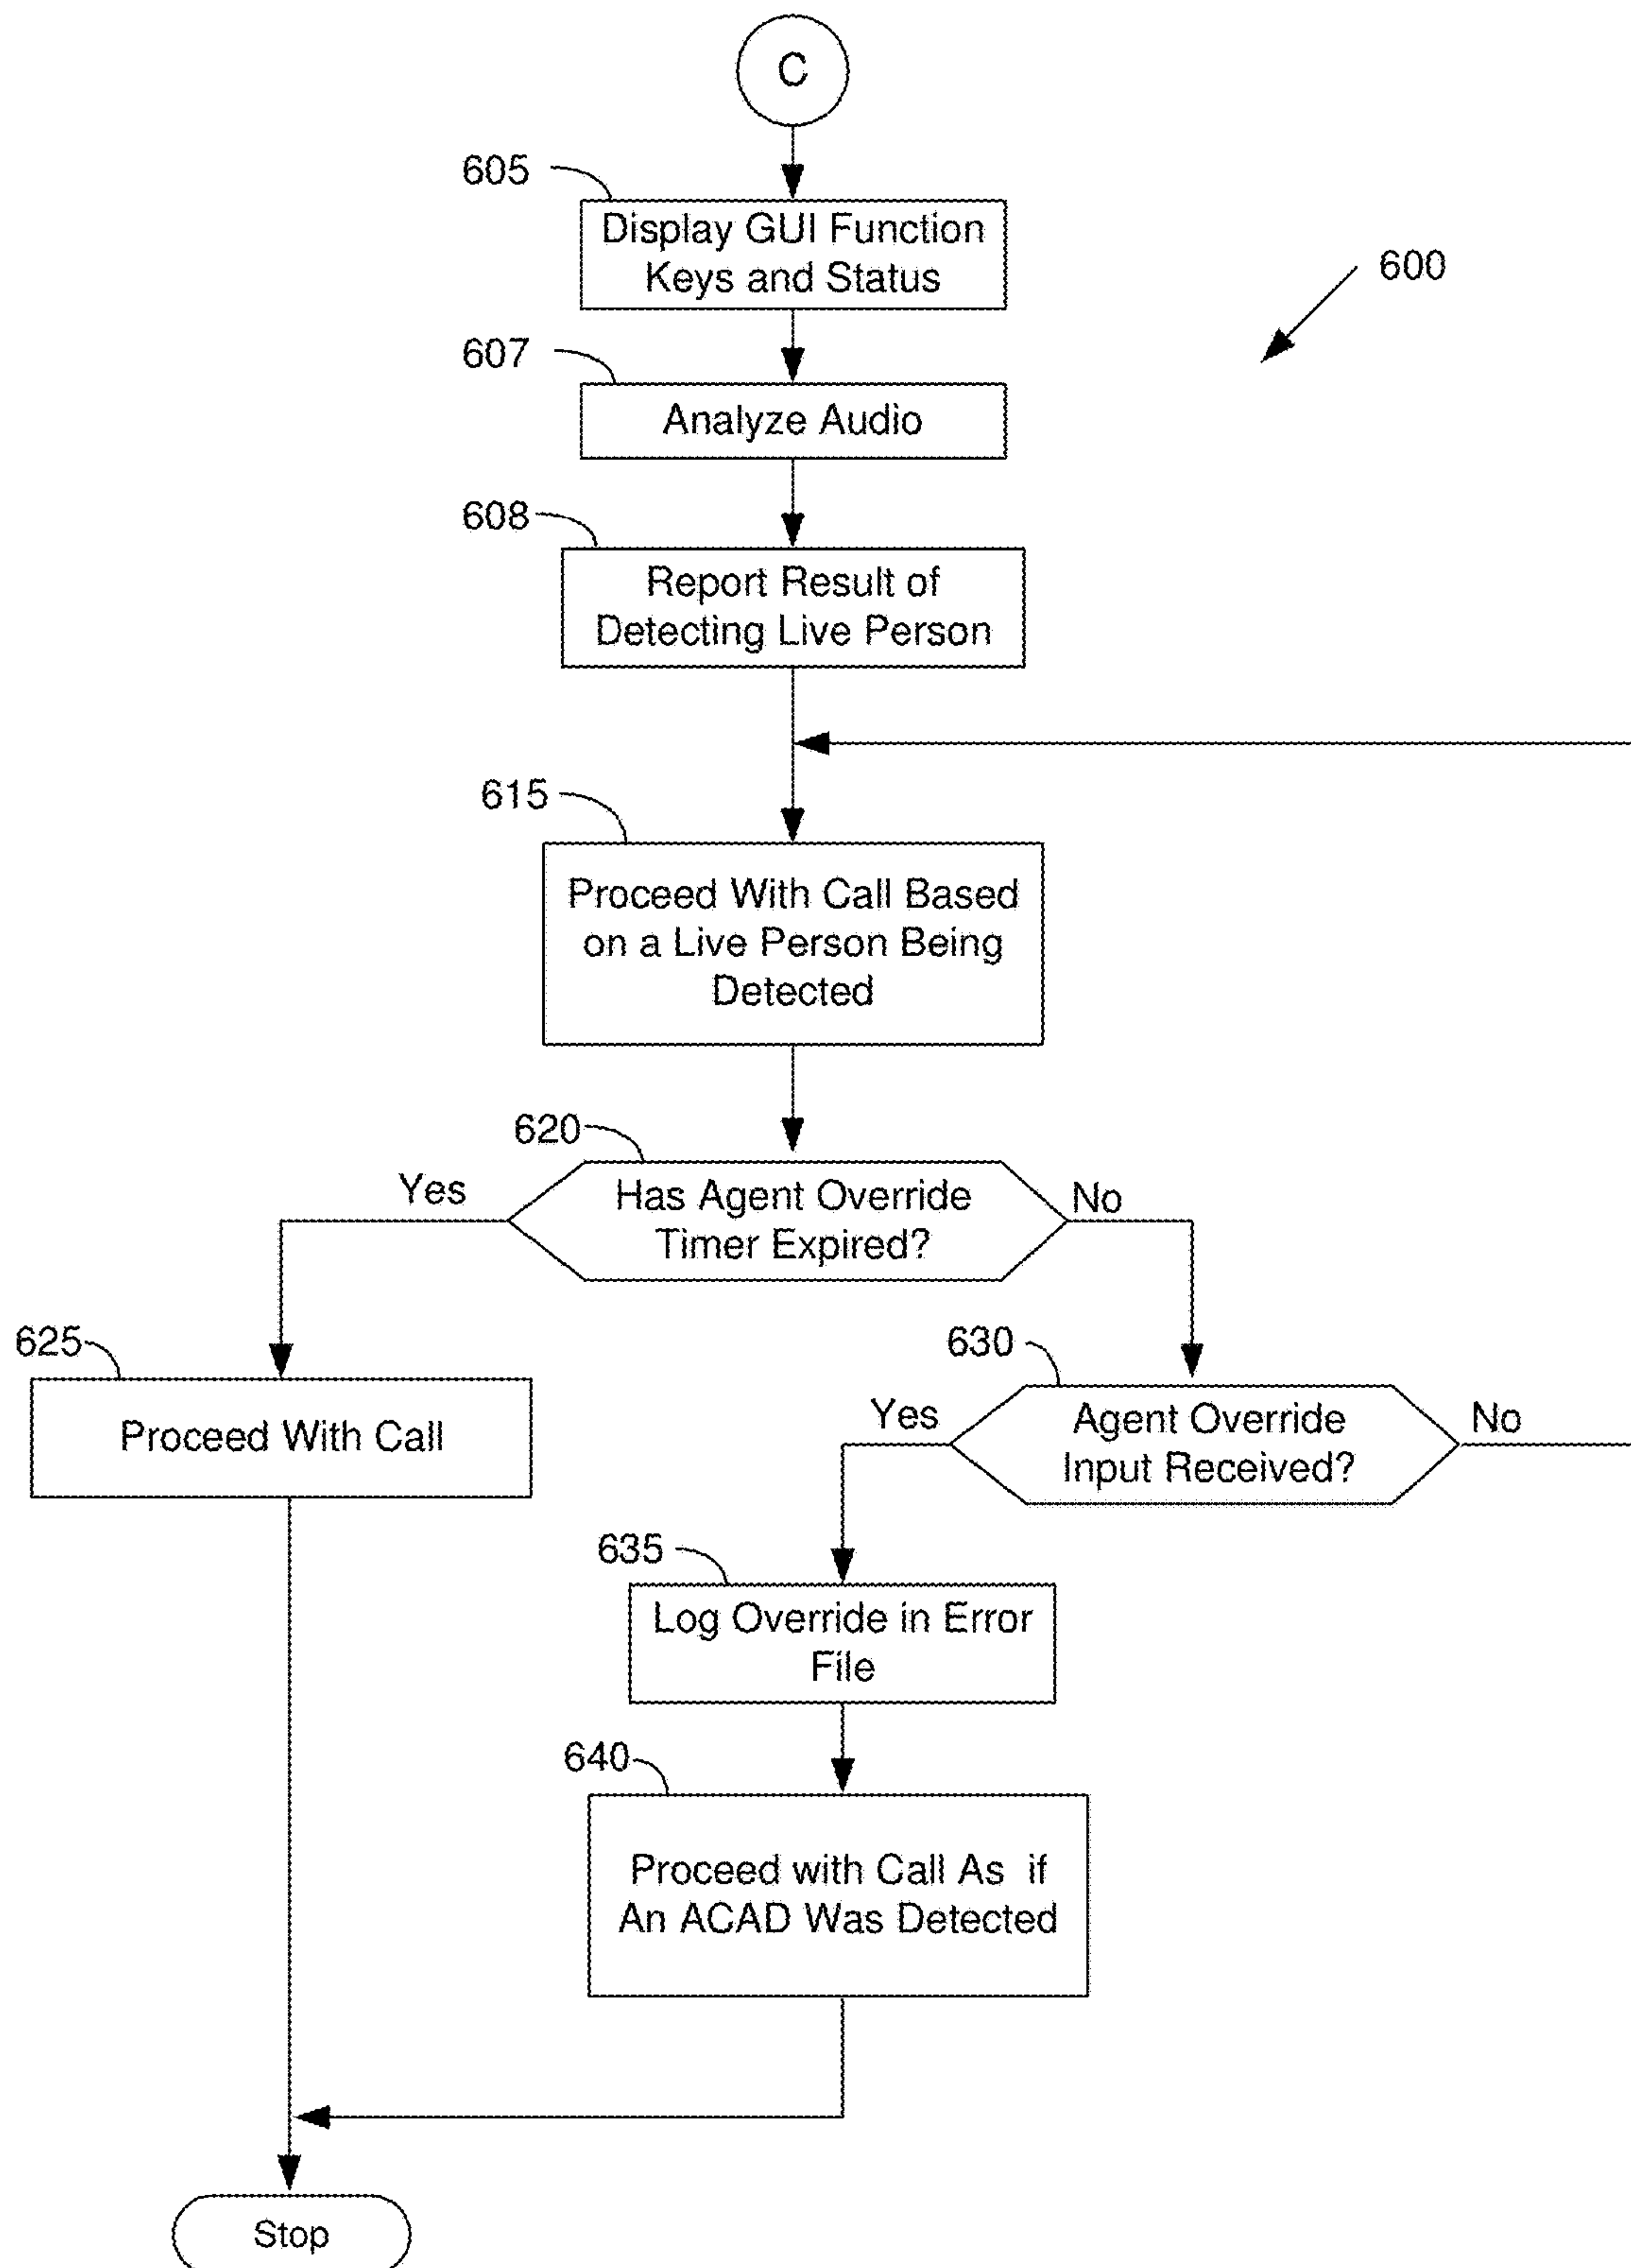 C
605
Display GUI Function
Keys and Status
600
607
Analyze Audio
608
Report Result of
Detecting Live Person
615
Proceed With Call Based
on a Live Person Being
Detected
620
Yes
Has Agent Override
Timer Expired?
No
625
Proceed With Call
630
Yes
Agent Override
Input Received?
No
635
Log Override in Error
File
640
Proceed with Call As if
An ACAD Was Detected
Stop